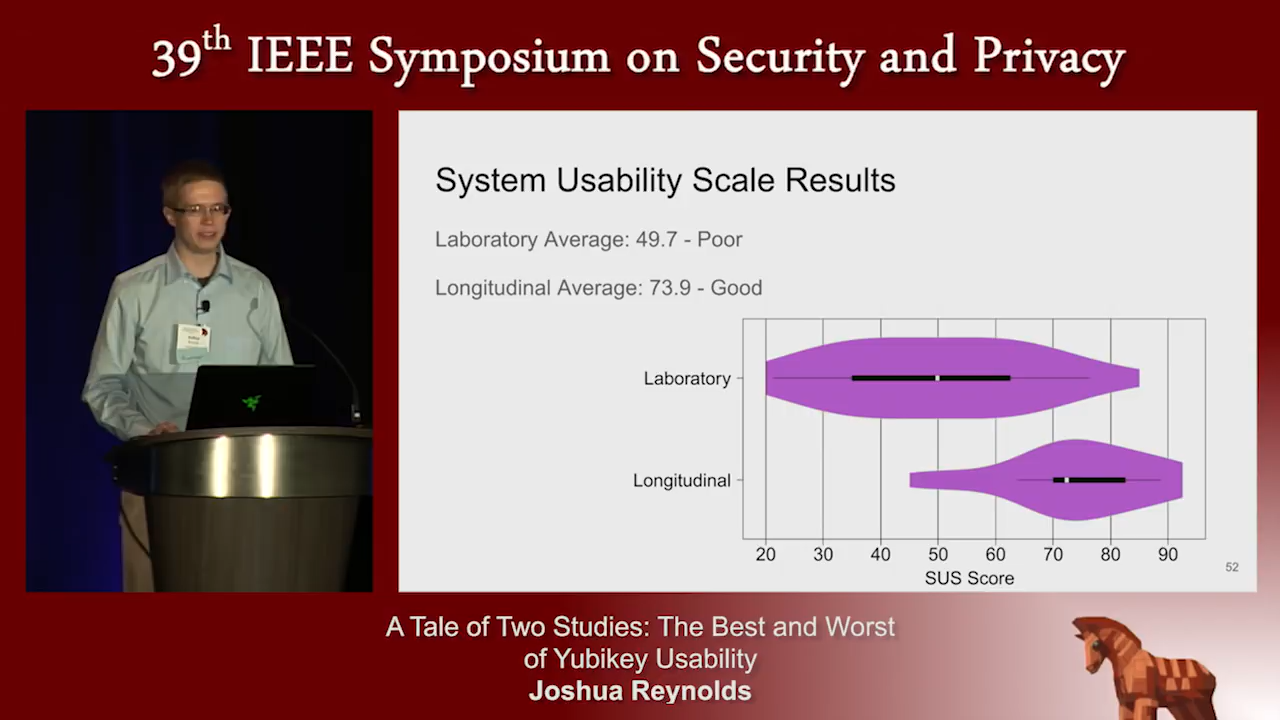 39th IEEE Symposium on Security and Privacy
System Usability Scale Results
Laboratory Average: 49.7 - Poor
Longitudinal Average: 73.9 - Good
Laboratory
Longitudinal
20 30 40 50 60 70 80 90
SUS Score
52
A Tale of Two Studies: The Best and Worst
of Yubikey Usability
Joshua Reynolds